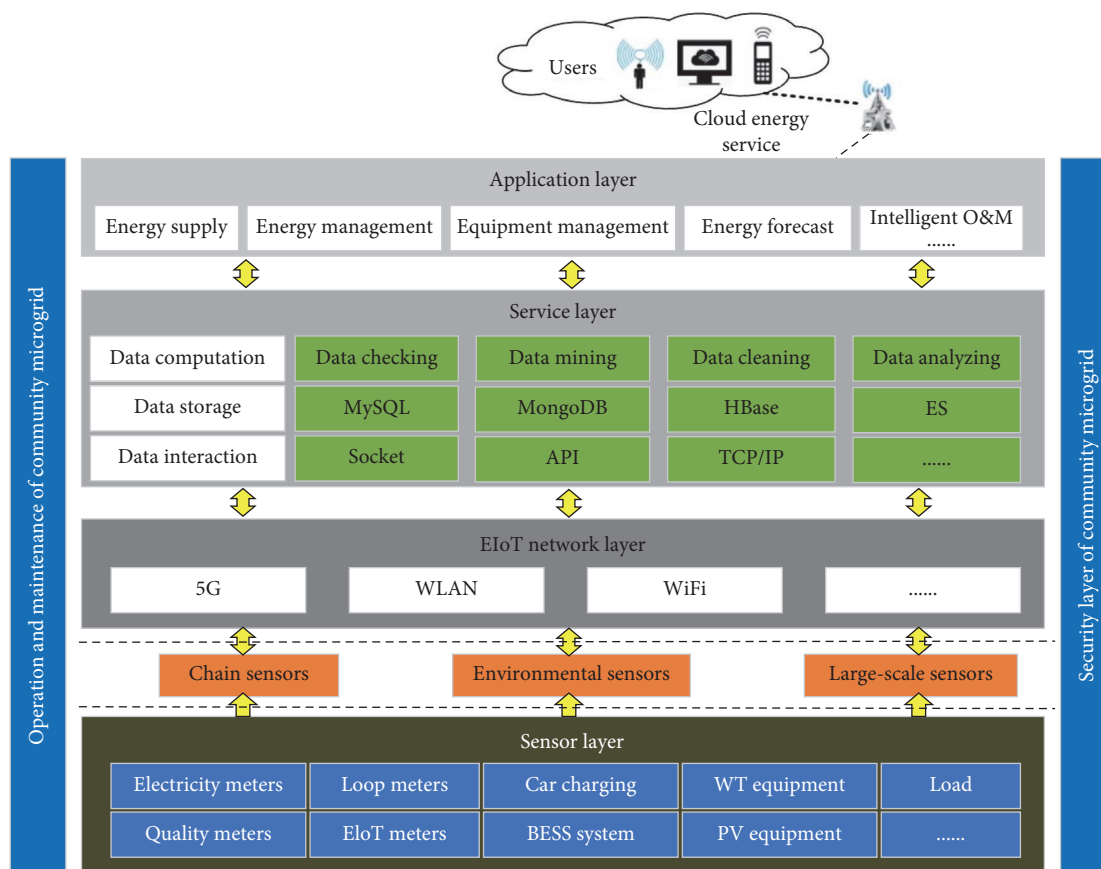 Users
Cloud energy
service
Operation and maintenance of community microgrid
Security layer of community microgrid
Application layer
Energy supply
Energy management
Equipment management
Energy forecast
Intelligent O&M
......
Service layer
Data computation
Data checking
Data mining
Data cleaning
Data analyzing
Data storage
MySQL
MongoDB
HBase
ES
Data interaction
Socket
API
TCP/IP
......
EIoT network layer
5G
WLAN
WiFi
......
Chain sensors
Environmental sensors
Large-scale sensors
Sensor layer
Electricity meters
Loop meters
Car charging
WT equipment
Load
Quality meters
EloT meters
BESS system
PV equipment
......